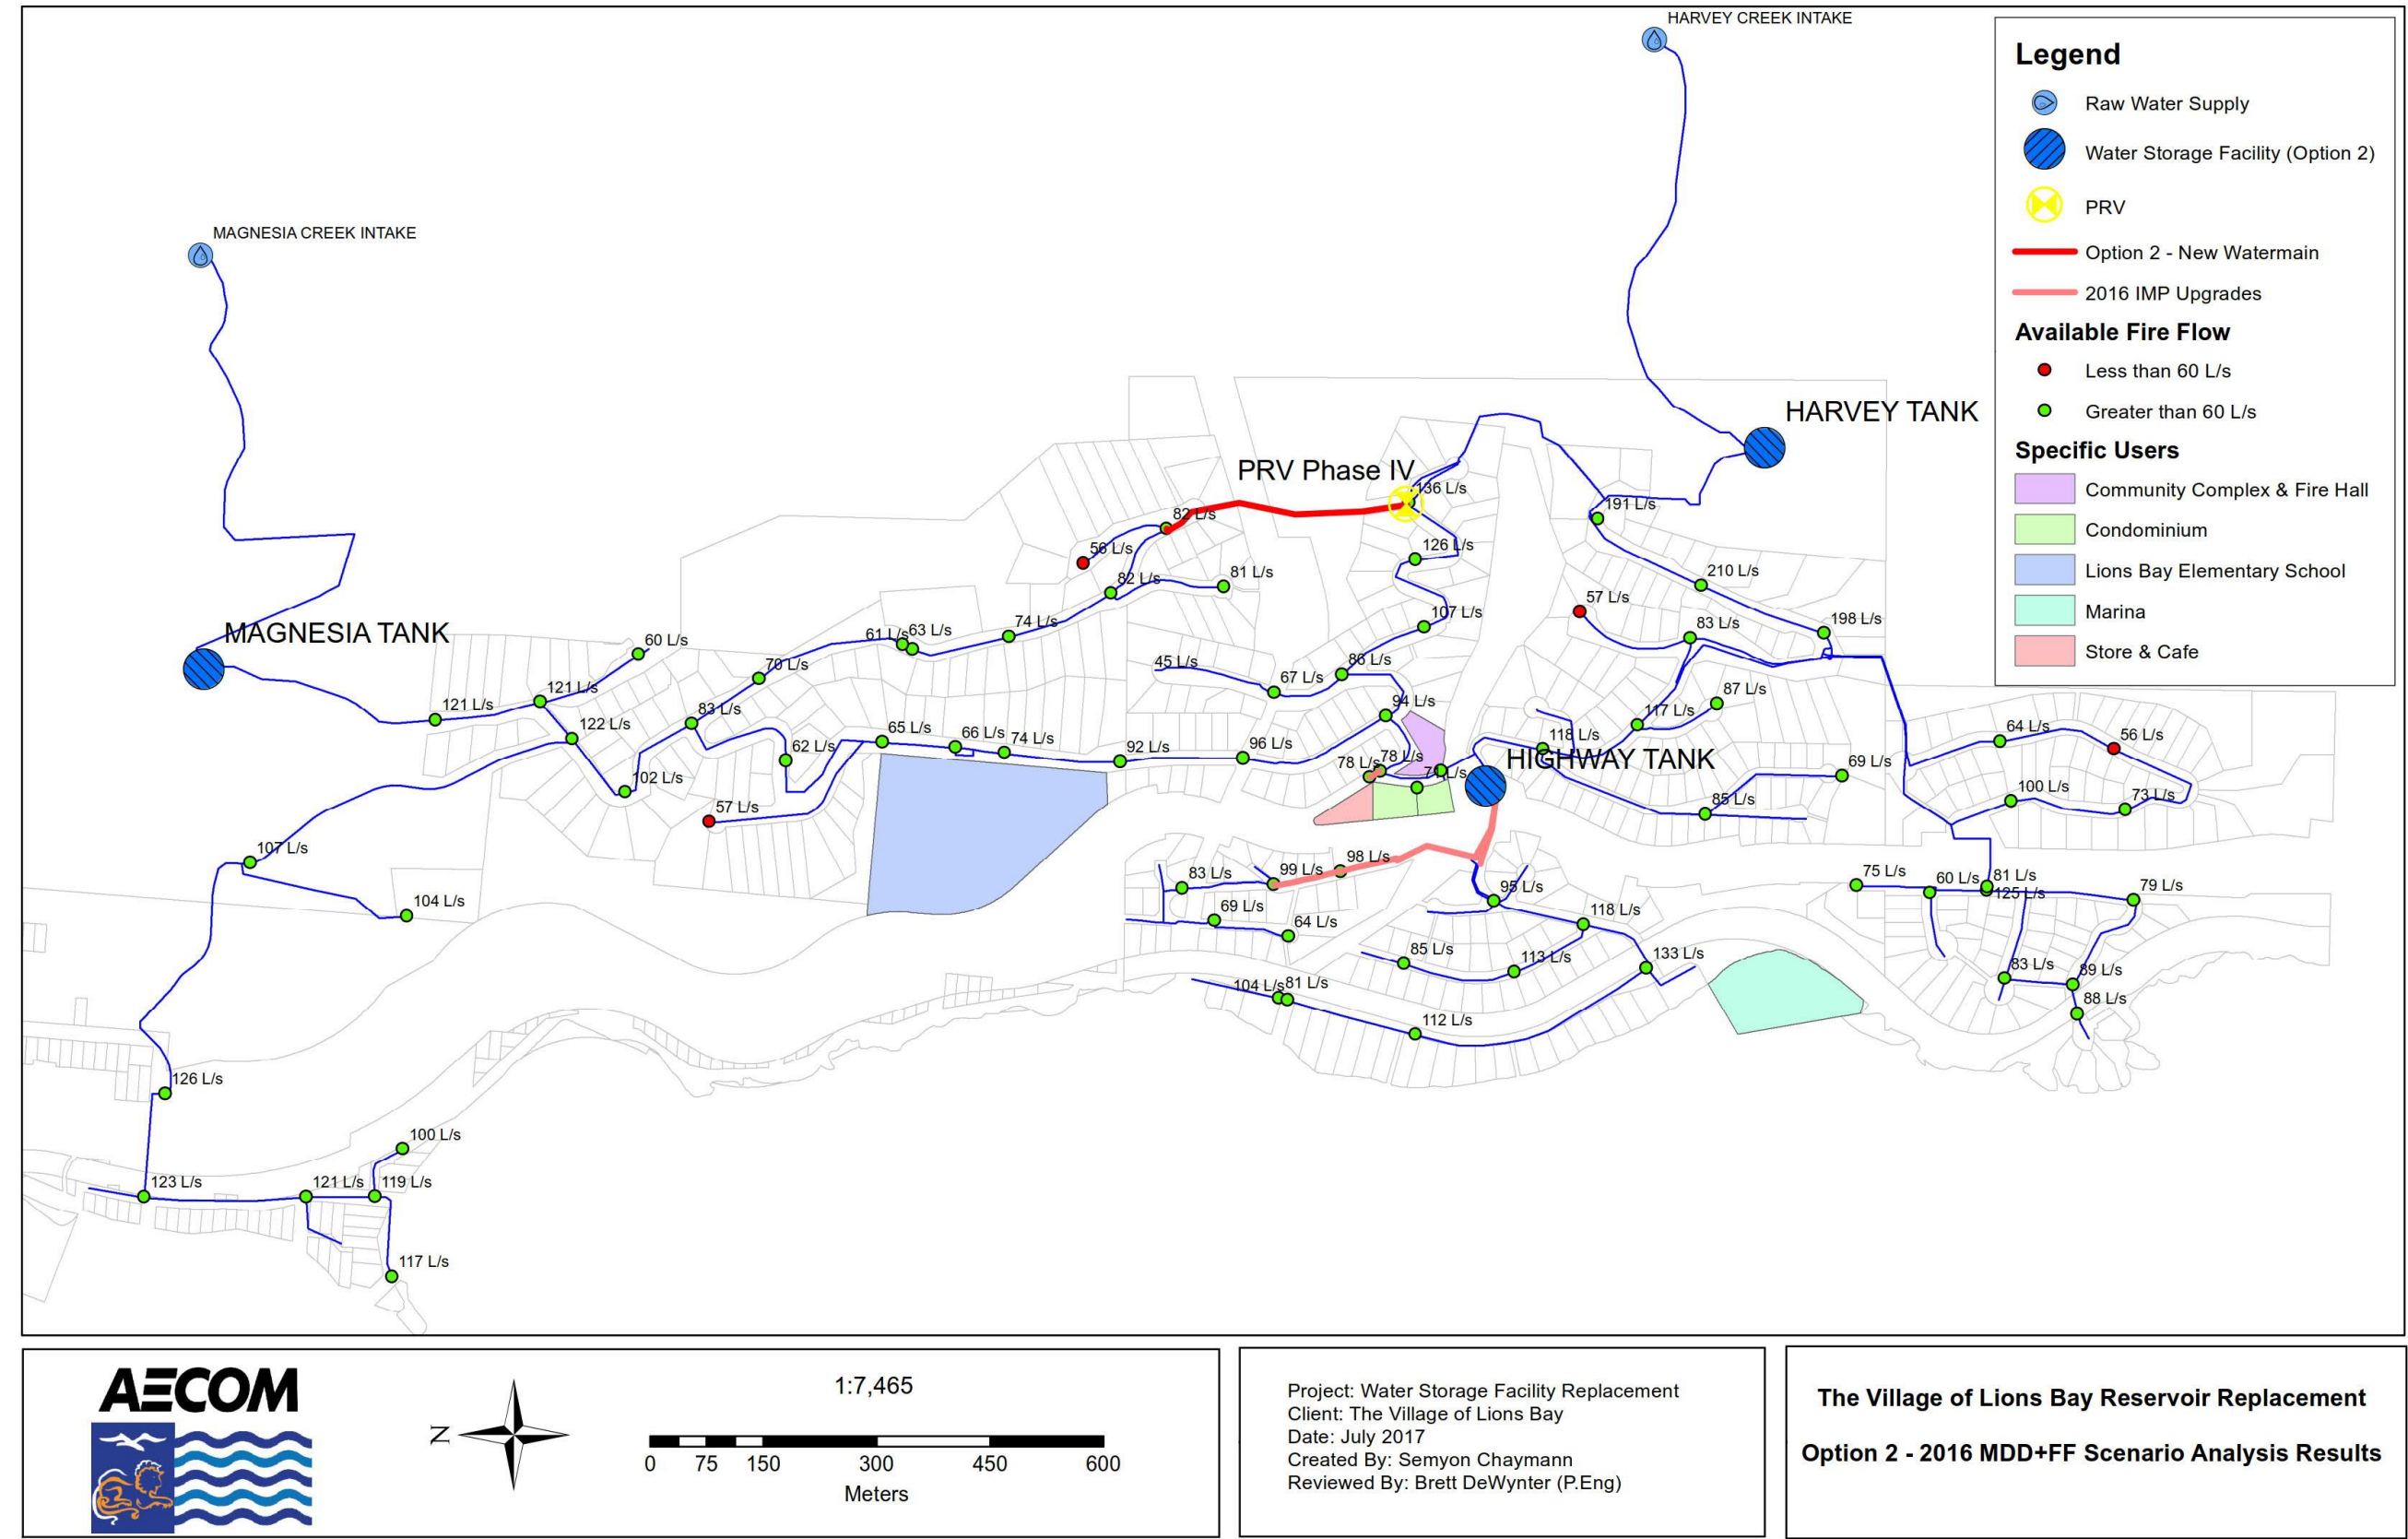 HARVEY CREEK INTAKE
MAGNESIA CREEK INTAKE
HARVEY TANK
PRV Phase IV
136 L/s
191 L/s
82 L/s
126 L/s
56 L/s
82 L/s
81 L/s
210 L/s
57 L/s
107 L/s
74 L/s
198 L/s
83 L/s
MAGNESIA TANK
60 L/s
61 L/s
63 L/s
70 L/s
45 L/s
86 L/s
67 L/s
121 L/s
121 L/s
87 L/s
83 L/s
94 L/s
117 L/s
122 L/s
65 L/s
66 L/s
74 L/s
62 L/s
92 L/s
96 L/s
118 L/s
64 L/s
56 L/s
78 L/s
78 L/s
HIGHWAY TANK
69 L/s
102 L/s
100 L/s
73 L/s
85 L/s
57 L/s
107 L/s
98 L/s
99 L/s
83 L/s
95 L/s
75 L/s
60 L/s
81 L/s
125 L/s
79 L/s
104 L/s
69 L/s
64 L/s
118 L/s
85 L/s
113 L/s
133 L/s
83 L/s
89 L/s
104 L/s
81 L/s
88 L/s
112 L/s
126 L/s
100 L/s
123 L/s
121 L/s
119 L/s
117 L/s
Legend
Raw Water Supply
Water Storage Facility (Option 2)
PRV
Option 2 - New Watermain
2016 IMP Upgrades
Available Fire Flow
Less than 60 L/s
Greater than 60 L/s
Specific Users
Community Complex & Fire Hall
Condominium
Lions Bay Elementary School
Marina
Store & Cafe
AECOM
N
1:7,465
0 75 150 300 450 600
Meters
Project: Water Storage Facility Replacement
Client: The Village of Lions Bay
Date: July 2017
Created By: Semyon Chaymann
Reviewed By: Brett DeWynter (P.Eng)
The Village of Lions Bay Reservoir Replacement
Option 2 - 2016 MDD+FF Scenario Analysis Results